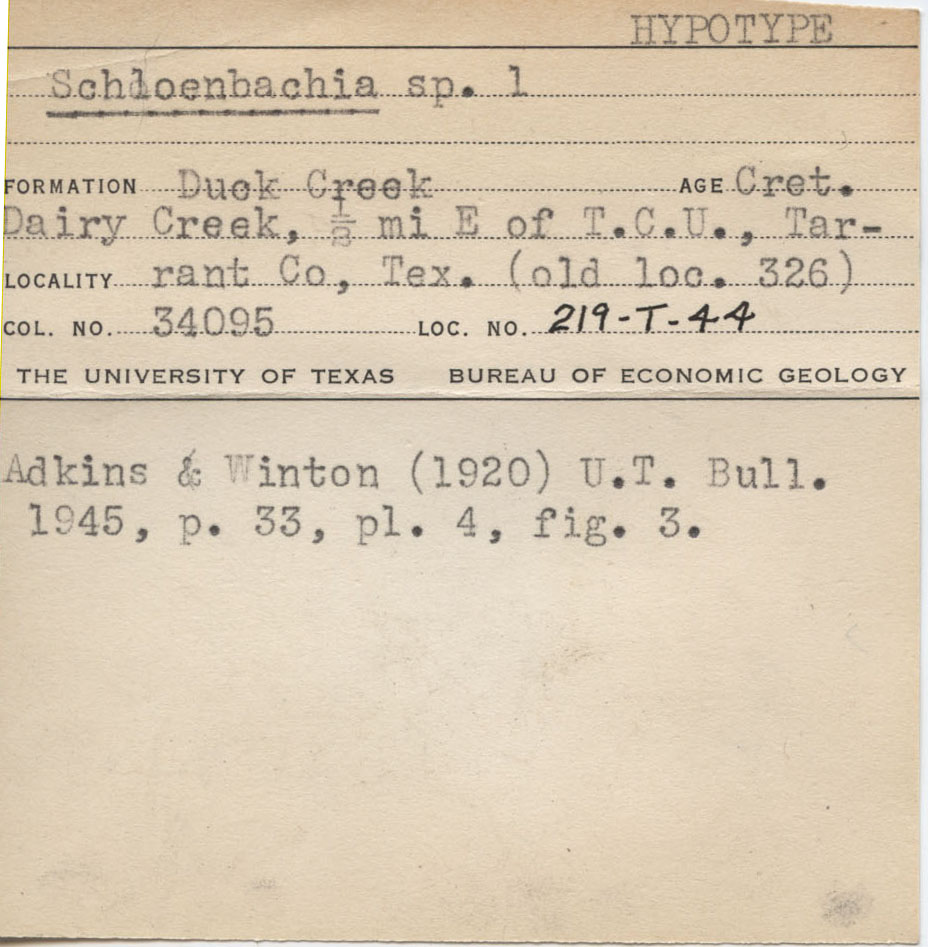 HYPOTYPE
Schloenbachia sp. 1
FORMATION Duck Creek AGE Cret.
Dairy Creek, ½ mi E of T.C.U., Tar-
LOCALITY rant Co, Tex. (old loc. 326)
COL. NO. 34095 LOC. NO. 219-T-44
THE UNIVERSITY OF TEXAS BUREAU OF ECONOMIC GEOLOGY
Adkins & Winton (1920) U.T. Bull.
1945, p. 33, pl. 4, fig. 3.